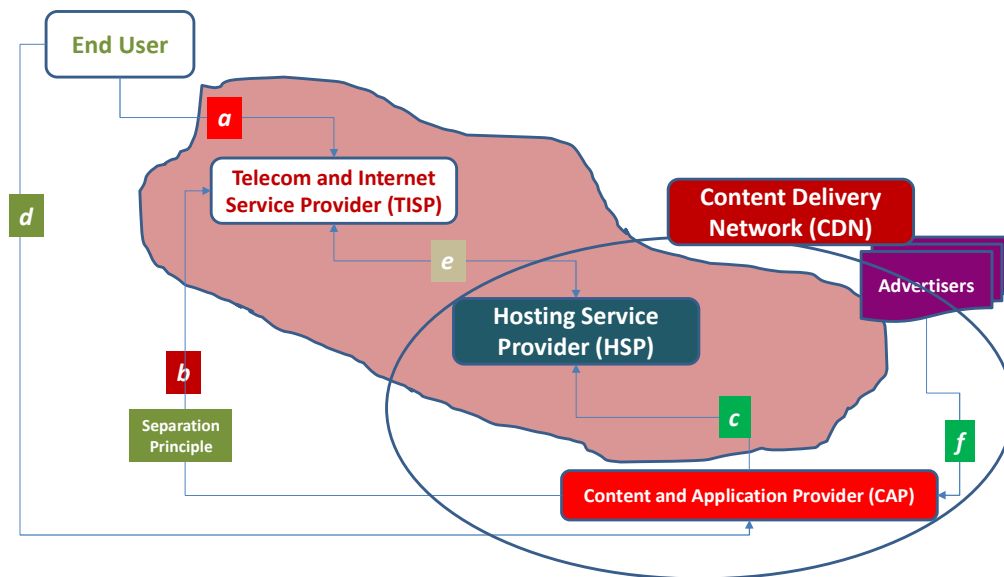 End User
a
Telecom and Internet
Service Provider (TISP)
d
Content Delivery
Network (CDN)
e
Advertisers
Hosting Service
Provider (HSP)
b
c
Separation
Principle
f
Content and Application Provider (CAP)